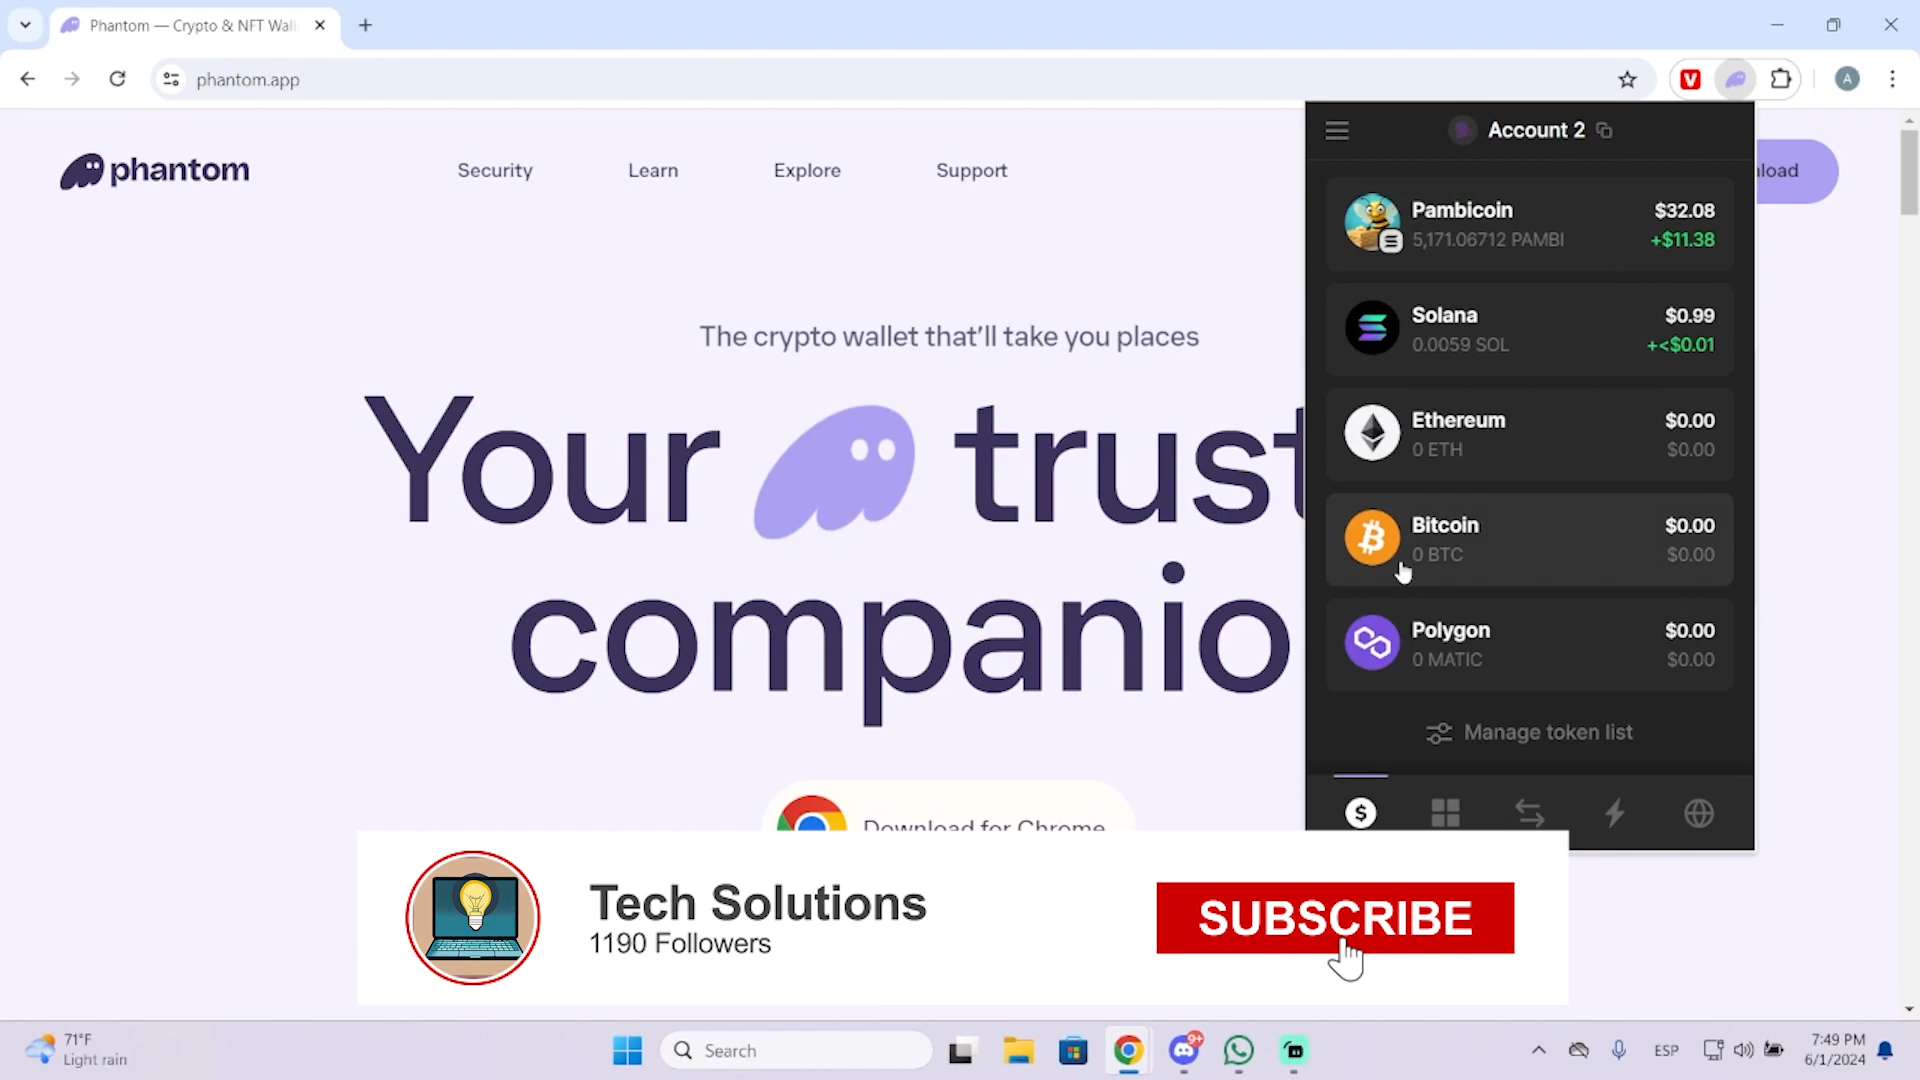 Phantom — Crypto & NFT Wall
phantom.app
A
phantom
Security
Learn
Explore
Support
load
The crypto wallet that'll take you places
Your trust
companio
Download for Chrome
Account 2
Pambicoin
$32.08
5,171.06712 PAMBI
+$11.38
Solana
$0.99
0.0059 SOL
+<$0.01
Ethereum
$0.00
0 ETH
$0.00
Bitcoin
$0.00
0 BTC
$0.00
Polygon
$0.00
0 MATIC
$0.00
Manage token list
Tech Solutions
1190 Followers
SUBSCRIBE
71°F
Light rain
Search
9+
ESP
7:49 PM
6/1/2024